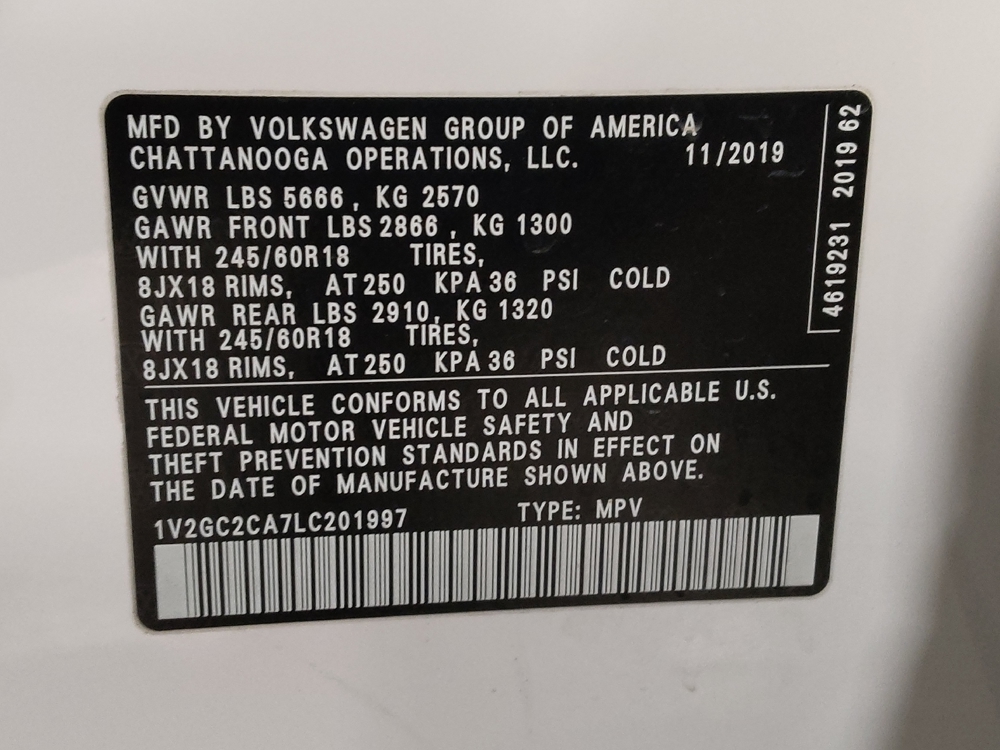 MFD BY VOLKSWAGEN GROUP OF AMERICA
CHATTANOOGA OPERATIONS, LLC. 11/2019
GVWR LBS 5666 , KG 2570
GAWR FRONT LBS 2866 , KG 1300
WITH 245/60R18 TIRES,
8JX18 RIMS, AT 250 KPA 36 PSI COLD
GAWR REAR LBS 2910, KG 1320
WITH 245/60R18 TIRES,
8JX18 RIMS, AT 250 KPA 36 PSI COLD
THIS VEHICLE CONFORMS TO ALL APPLICABLE U.S.
FEDERAL MOTOR VEHICLE SAFETY AND
THEFT PREVENTION STANDARDS IN EFFECT ON
THE DATE OF MANUFACTURE SHOWN ABOVE.
1V2GC2CA7LC201997 TYPE: MPV
4619231 2019 62